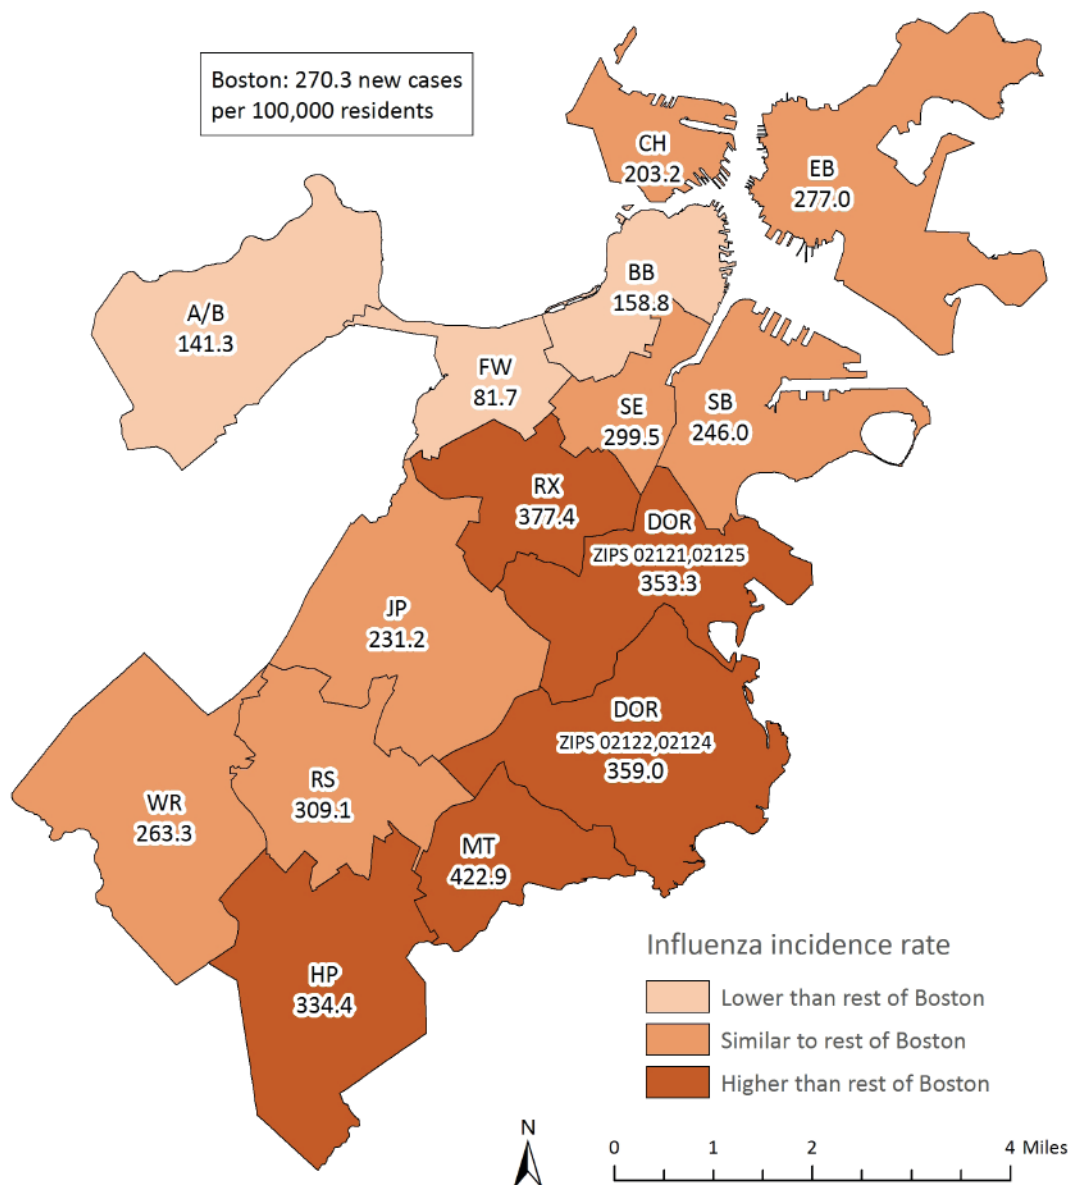 Boston: 270.3 new cases
per 100,000 residents
CH
203.2
EB
277.0
BB
158.8
A/B
141.3
FW
81.7
SE
299.5
SB
246.0
RX
377.4
DOR
ZIPS 02121,02125
353.3
JP
231.2
DOR
ZIPS 02122,02124
359.0
RS
309.1
WR
263.3
MT
422.9
HP
334.4
Influenza incidence rate
Lower than rest of Boston
Similar to rest of Boston
Higher than rest of Boston
N
0 1 2 4 Miles